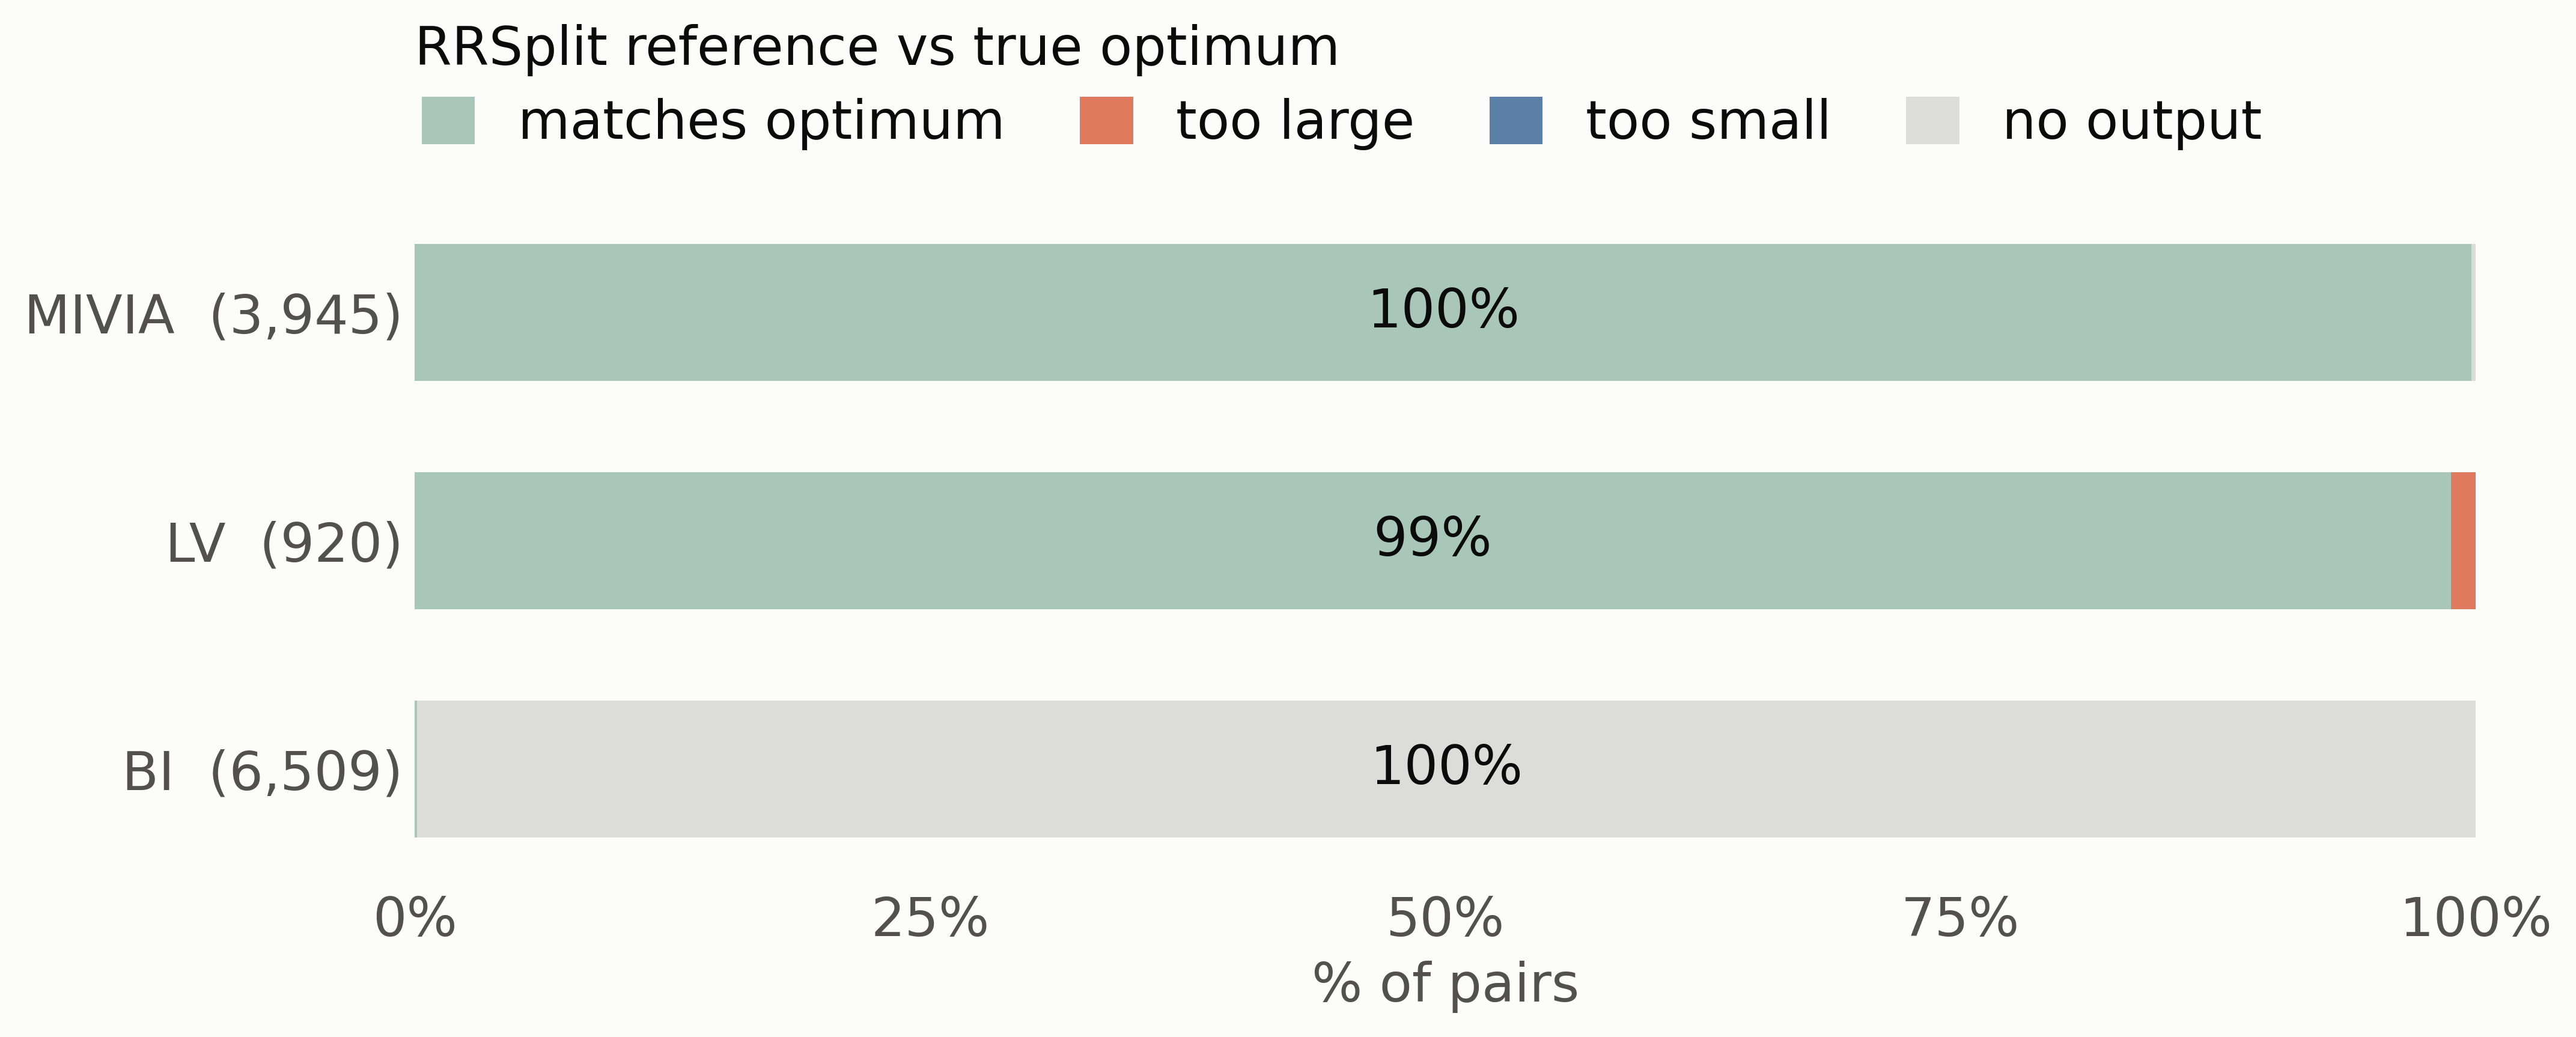 RRSplit reference vs true optimum
matches optimum too large too small no output
MIVIA (3,945) 100%
LV (920) 99%
BI (6,509) 100%
0% 25% 50% 75% 100%
% of pairs